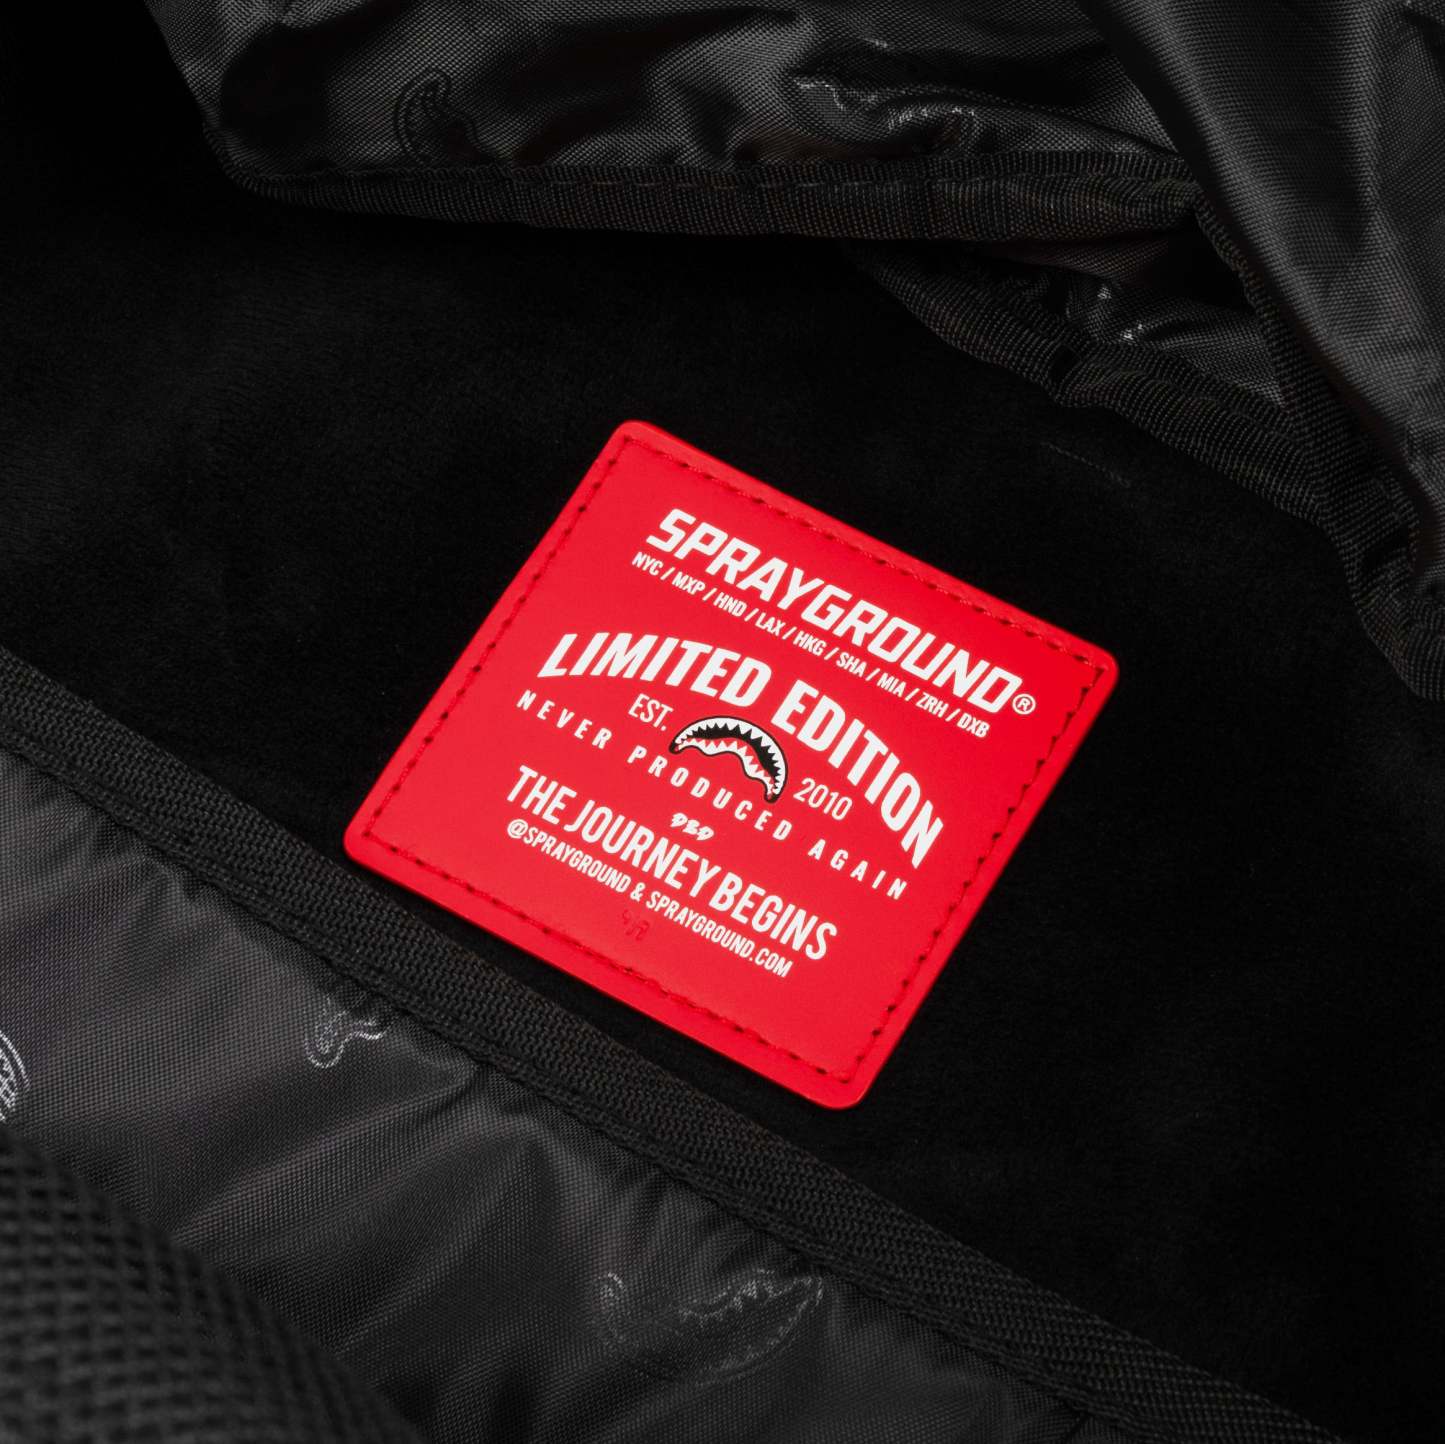 SPRAYGROUND®
NYC / MXP / HND / LAX / HKG / SHA / MIA / ZRH / DXB
LIMITED EDITION
EST. 2010
NEVER PRODUCED AGAIN
THE JOURNEY BEGINS
@SPRAYGROUND & SPRAYGROUND.COM